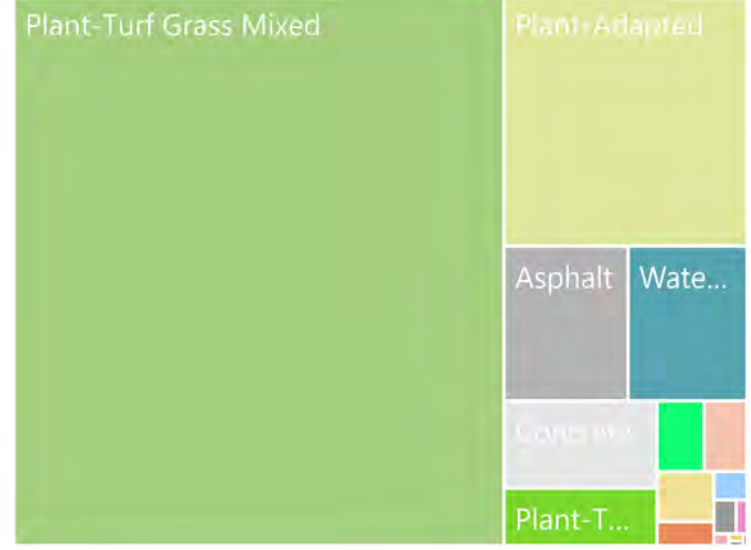 Plant-Turf Grass Mixed
Plant-Adapted
Asphalt
Wate...
Concrete
Plant-T...